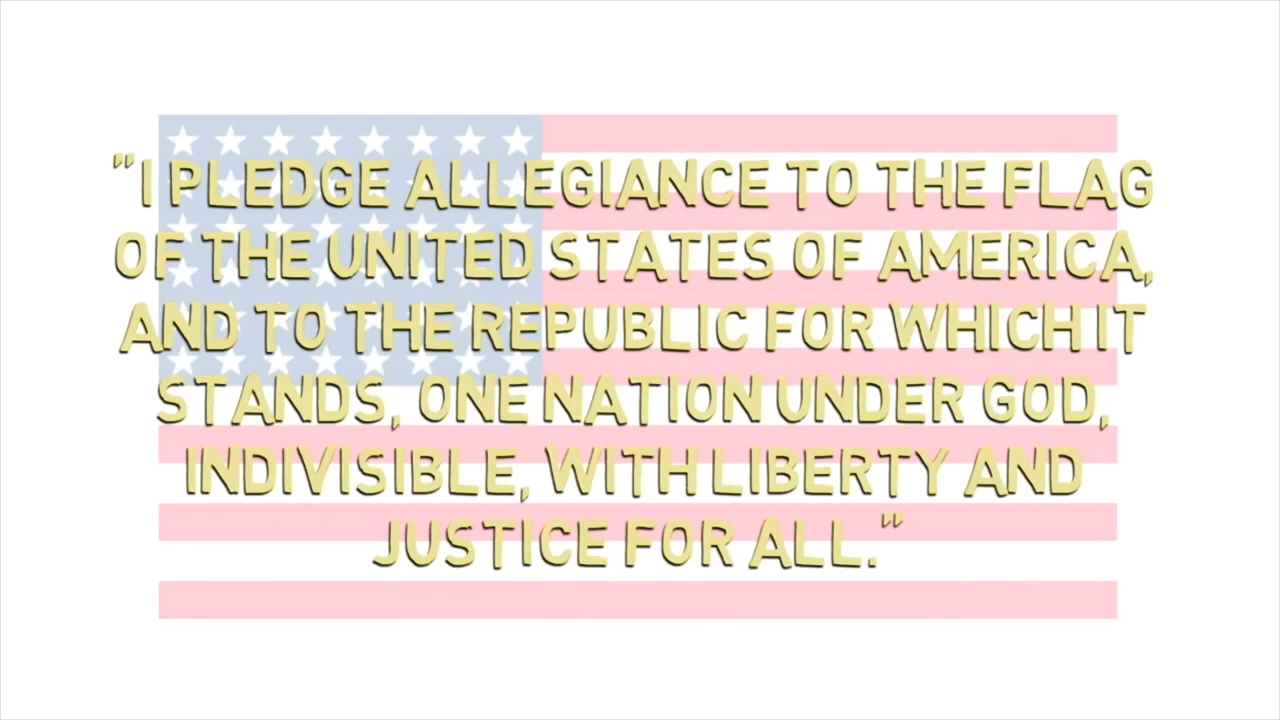 "I PLEDGE ALLEGIANCE TO THE FLAG
OF THE UNITED STATES OF AMERICA,
AND TO THE REPUBLIC FOR WHICH IT
STANDS, ONE NATION UNDER GOD,
INDIVISIBLE, WITH LIBERTY AND
JUSTICE FOR ALL."